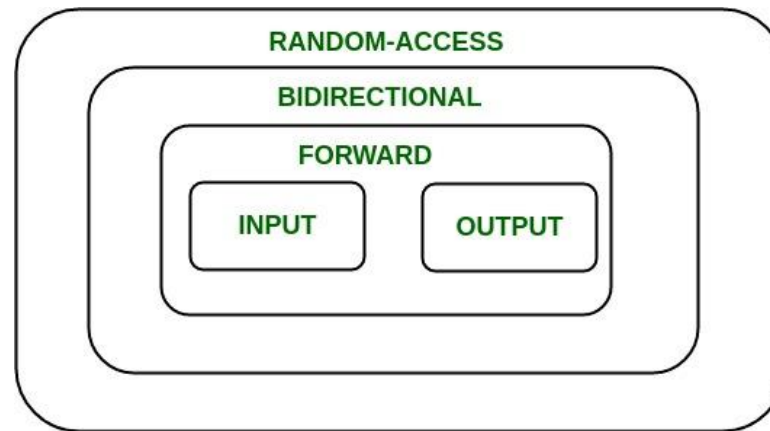 RANDOM-ACCESS
BIDIRECTIONAL
FORWARD
INPUT
OUTPUT